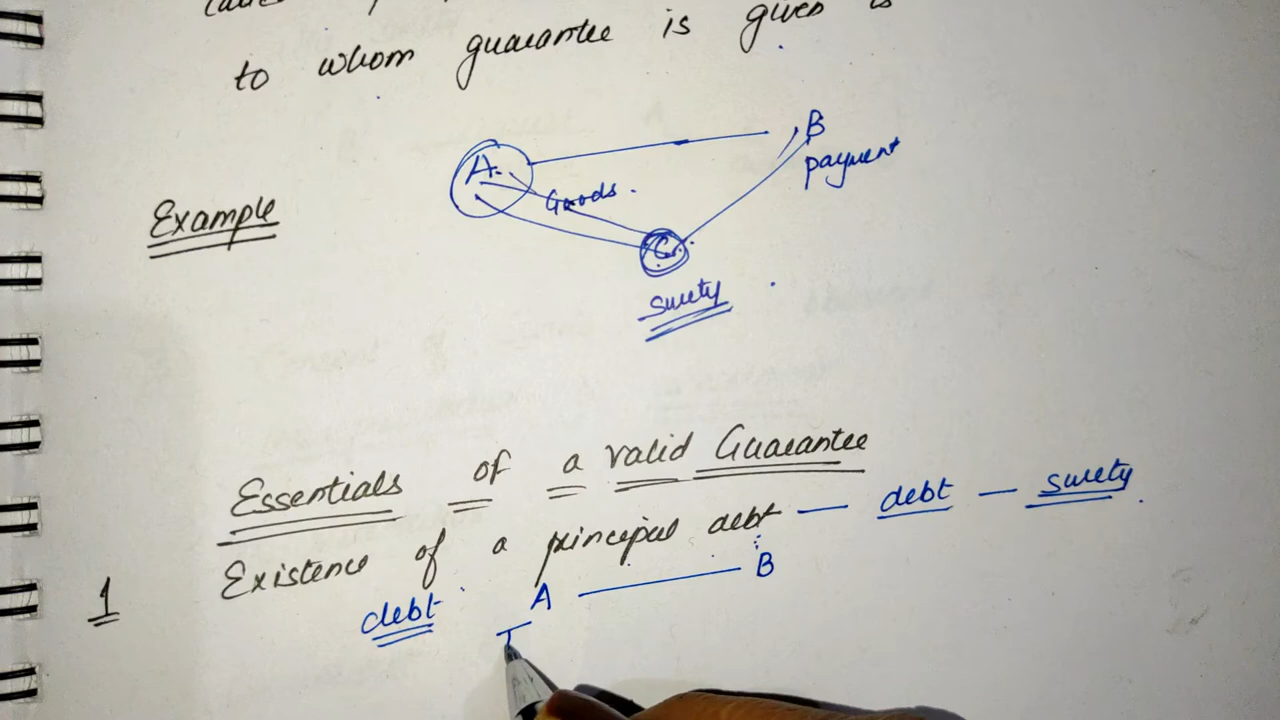 to whom guarantee is given is
A.
B
payment
Goods.
Example
C
Surety
Essentials of a valid Guarantee
1 Existence of a principal debt — debt — surety
debt A B
T